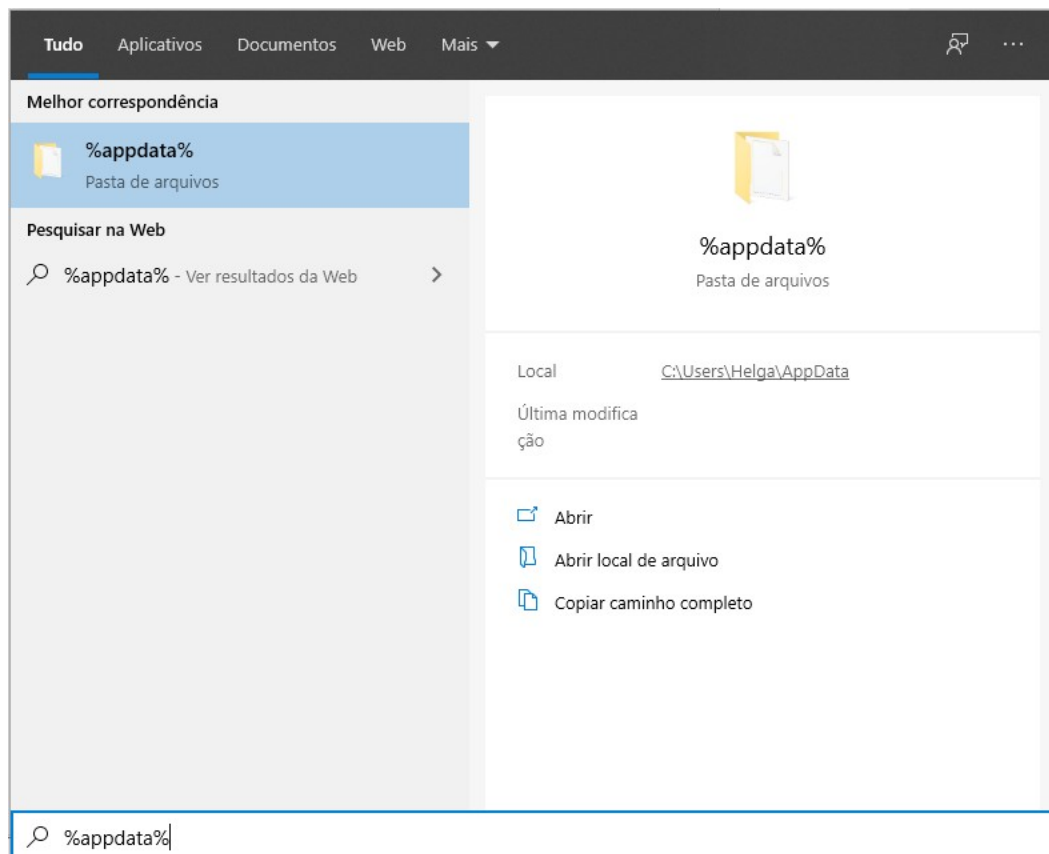 Tudo Aplicativos Documentos Web Mais
Melhor correspondência
%appdata%
Pasta de arquivos
Pesquisar na Web
%appdata% - Ver resultados da Web
%appdata%
Pasta de arquivos
Local C:\Users\Helga\AppData
Última modifica
ção
Abrir
Abrir local de arquivo
Copiar caminho completo
%appdata%